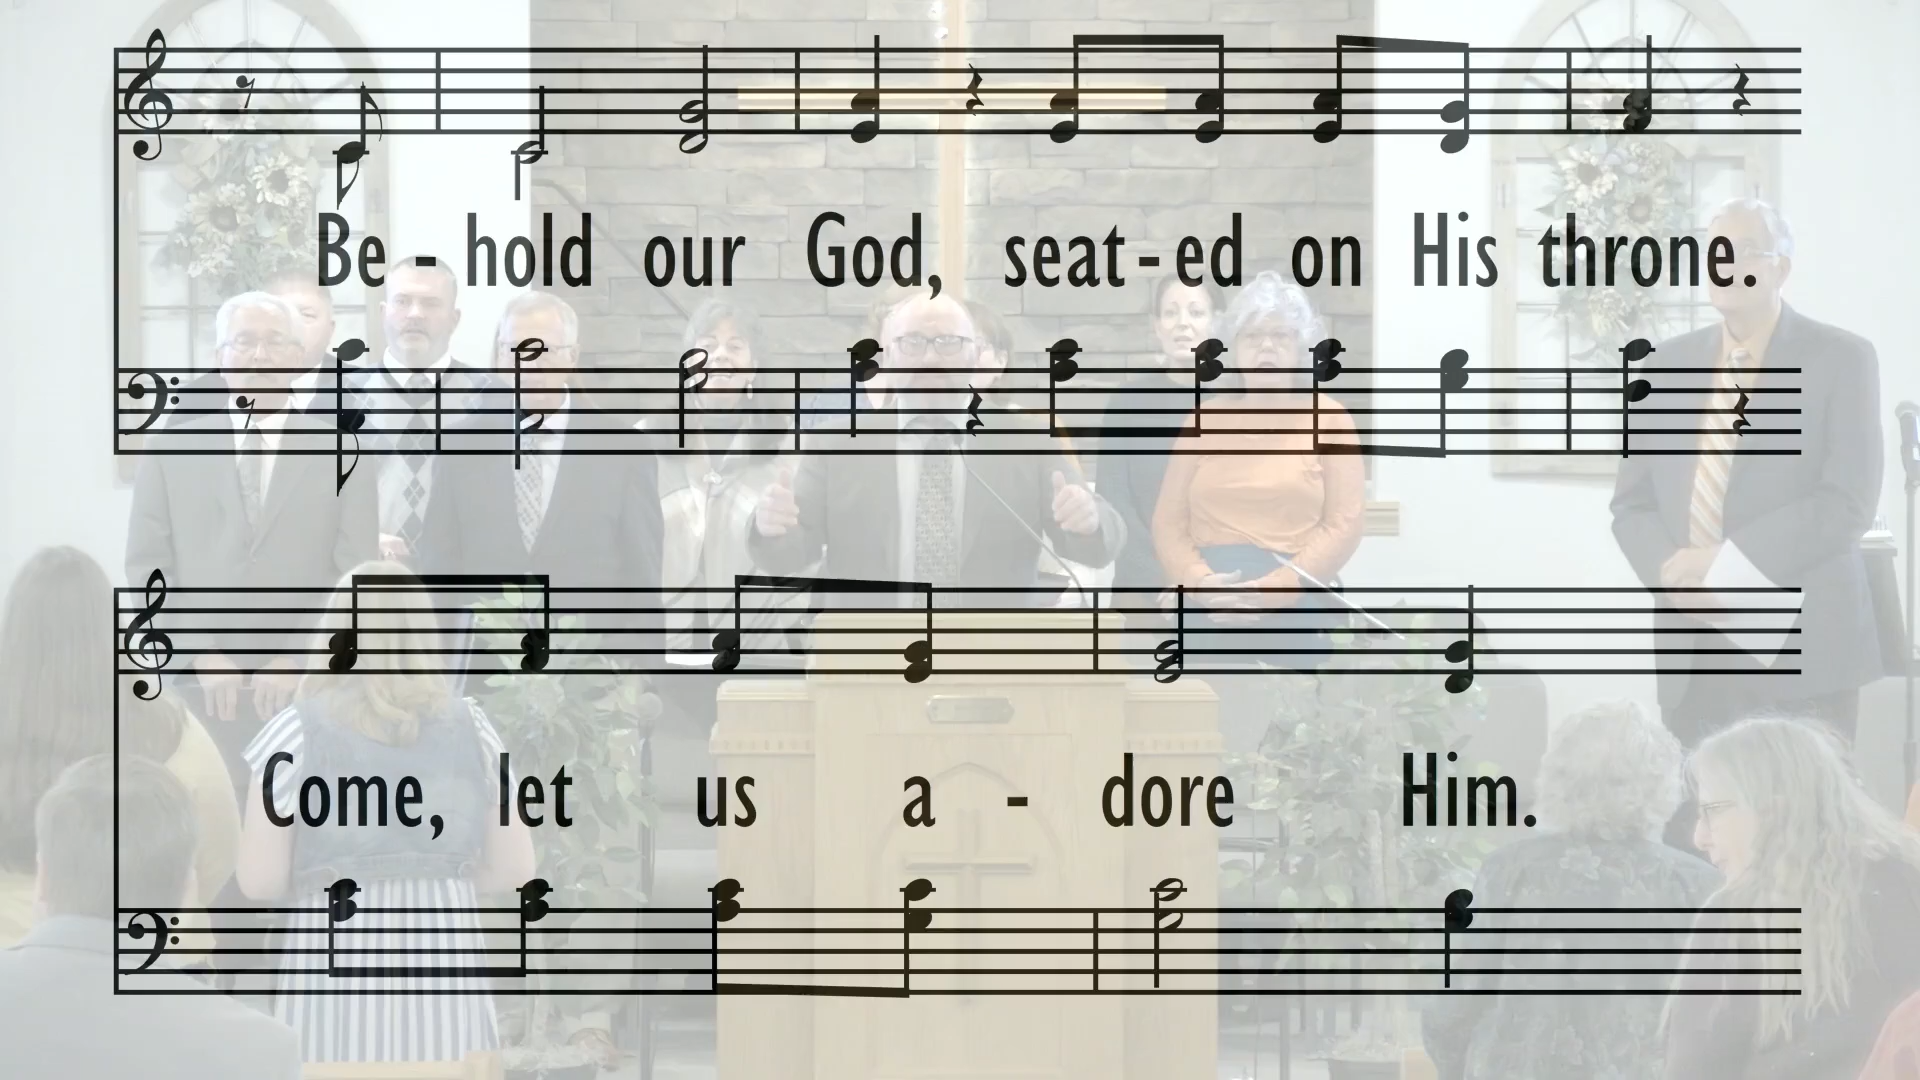 Be - hold our God, seat - ed on His throne.
Come, let us a - dore Him.